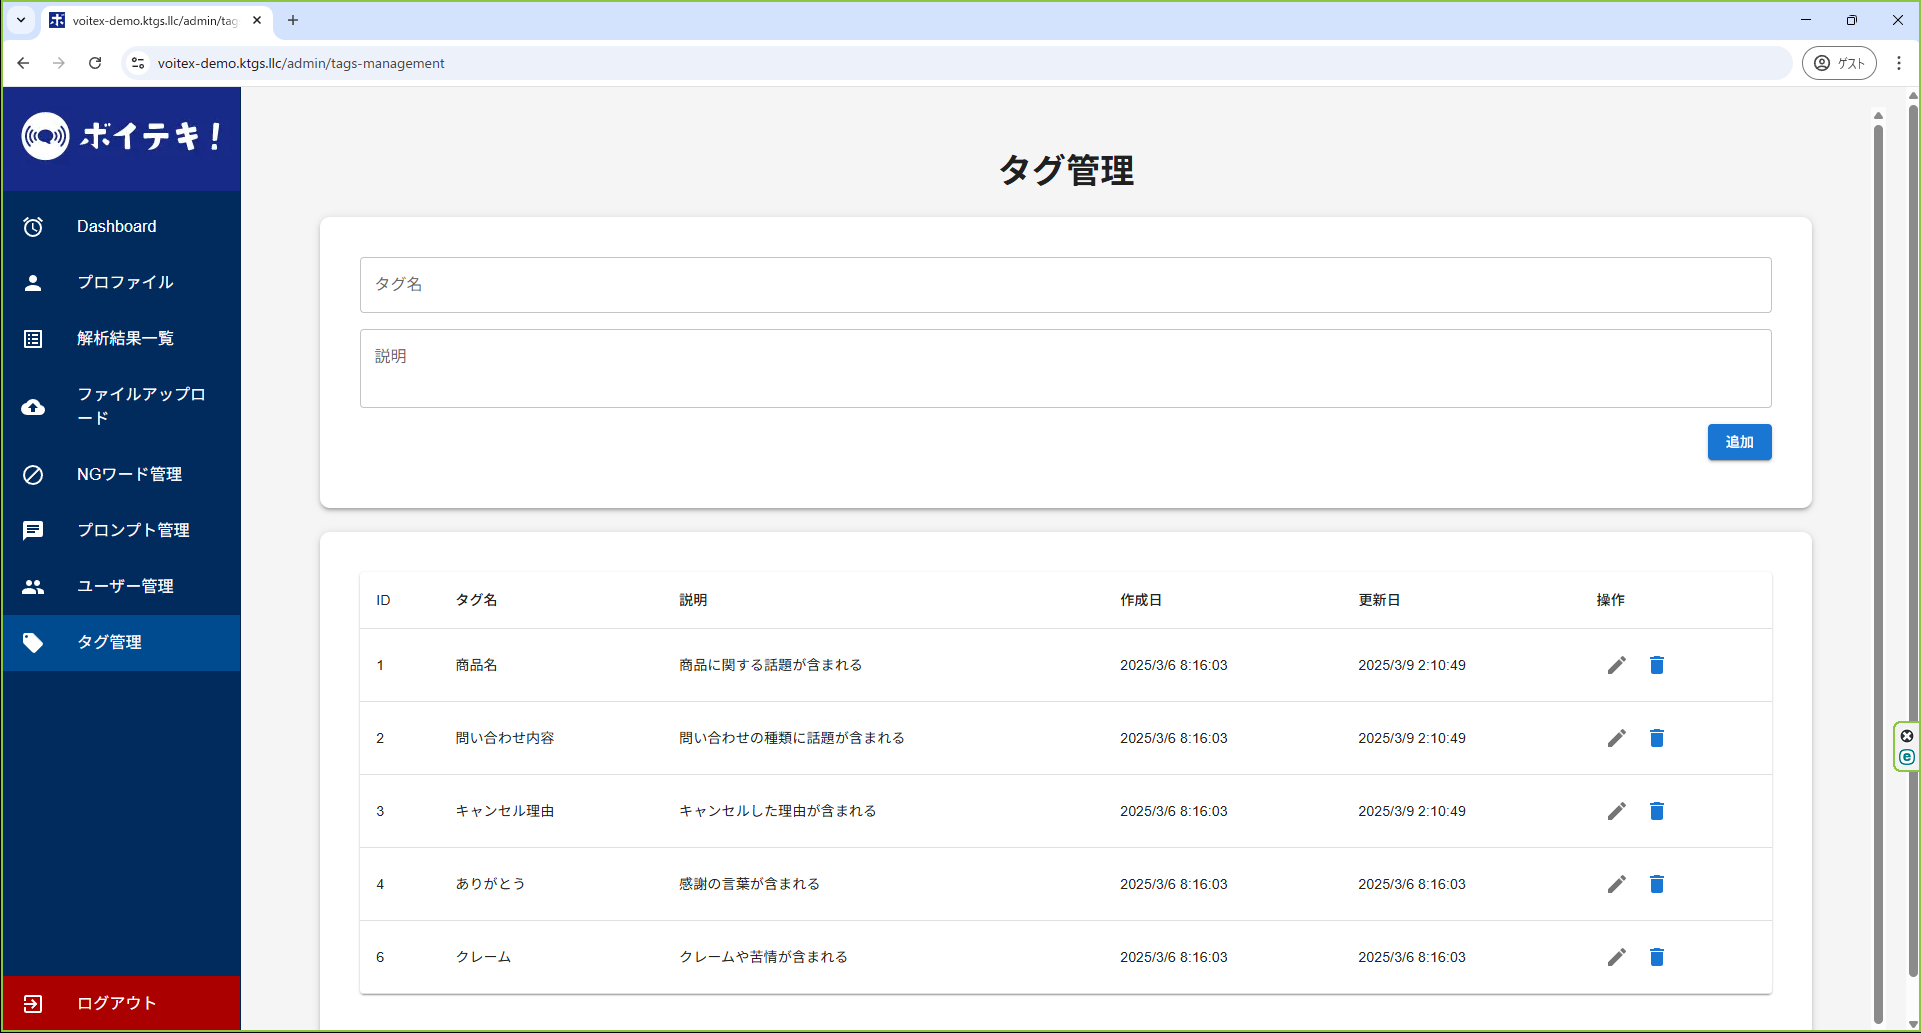 voitex-demo.ktgs.llc/admin/tag
voitex-demo.ktgs.llc/admin/tags-management
ゲスト
ボイテキ！
Dashboard
プロファイル
解析結果一覧
ファイルアップロ
ード
NGワード管理
プロンプト管理
ユーザー管理
タグ管理
ログアウト
タグ管理
タグ名
説明
追加
ID タグ名 説明 作成日 更新日 操作
1 商品名 商品に関する話題が含まれる 2025/3/6 8:16:03 2025/3/9 2:10:49
2 問い合わせ内容 問い合わせの種類に話題が含まれる 2025/3/6 8:16:03 2025/3/9 2:10:49
3 キャンセル理由 キャンセルした理由が含まれる 2025/3/6 8:16:03 2025/3/9 2:10:49
4 ありがとう 感謝の言葉が含まれる 2025/3/6 8:16:03 2025/3/6 8:16:03
6 クレーム クレームや苦情が含まれる 2025/3/6 8:16:03 2025/3/6 8:16:03